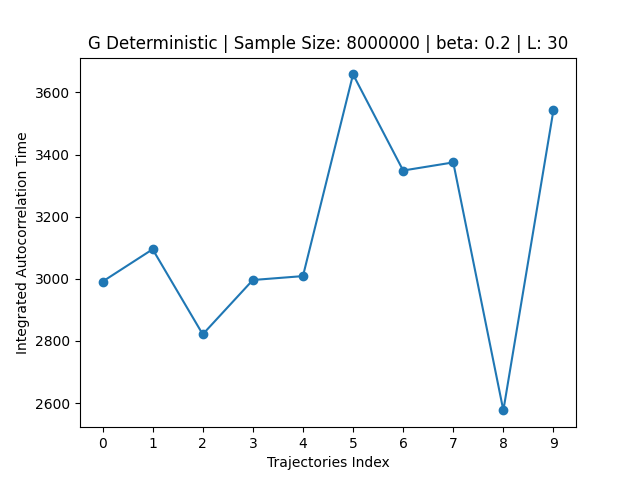 G Deterministic | Sample Size: 8000000 | beta: 0.2 | L: 30
Integrated Autocorrelation Time
3600
3400
3200
3000
2800
2600
0 1 2 3 4 5 6 7 8 9
Trajectories Index